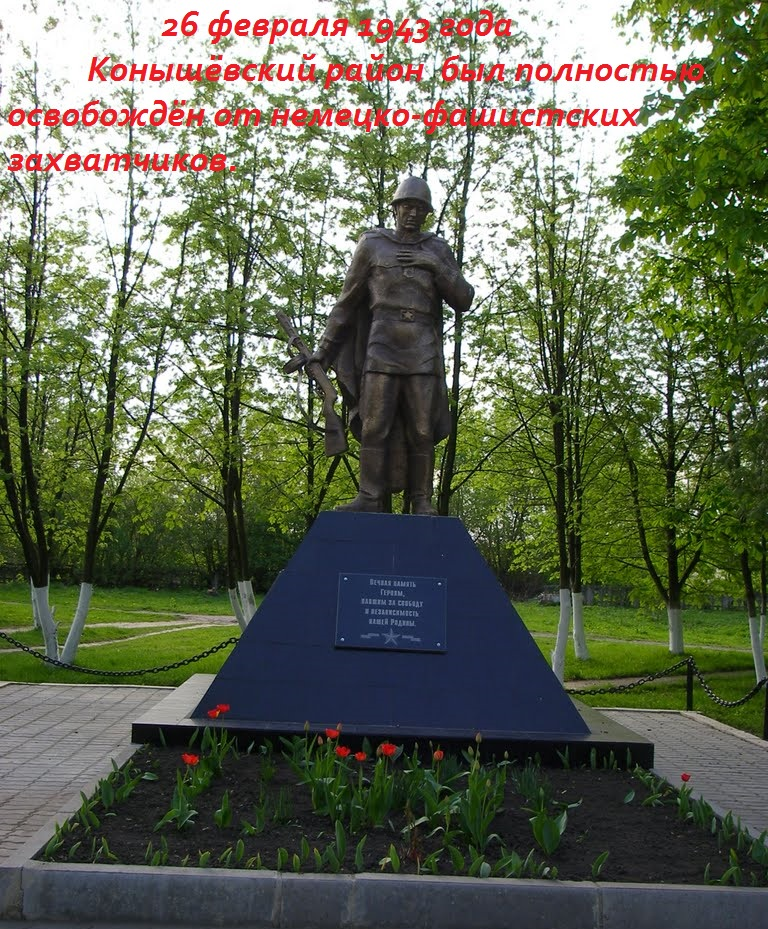 26 февраля 1943 года
Конышёвский район был полностью
освобождён от немецко-фашистских
захватчиков.
Вечная память
Героям,
павшим за свободу
и независимость
нашей Родины.